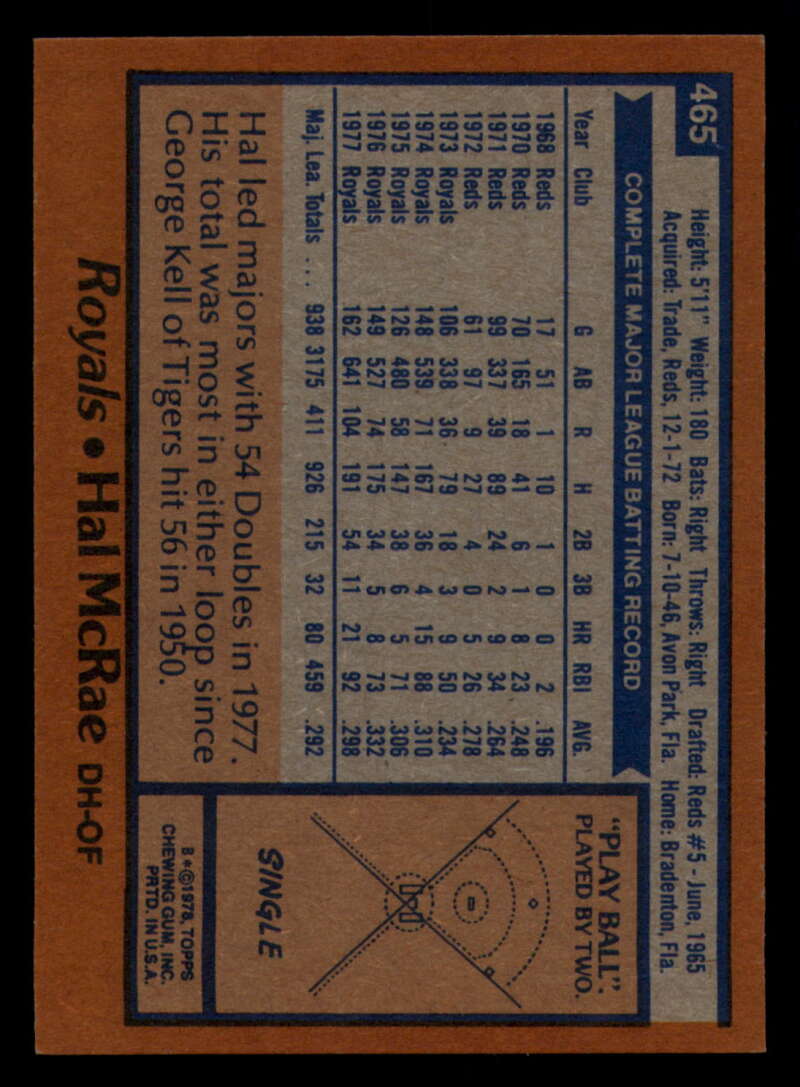 465
Height: 5'11" Weight: 180 Bats: Right Throws: Right Drafted: Reds #5 - June, 1965
Acquired: Trade, Reds, 12-1-72 Born: 7-10-46, Avon Park, Fla. Home: Bradenton, Fla.
COMPLETE MAJOR LEAGUE BATTING RECORD
Year Club G AB R H 2B 3B HR RBI AVG.
1968 Reds 17 51 1 10 1 0 0 2 .196
1970 Reds 70 165 18 41 6 1 8 23 .248
1971 Reds 99 337 39 89 24 2 9 34 .264
1972 Reds 61 97 9 27 4 0 5 26 .278
1973 Royals 106 338 36 79 18 3 9 50 .234
1974 Royals 148 539 71 167 36 4 15 88 .310
1975 Royals 126 480 58 147 38 6 5 71 .306
1976 Royals 149 527 74 175 34 5 8 73 .332
1977 Royals 162 641 104 191 54 11 21 92 .298
Maj. Lea. Totals ... 938 3175 411 926 215 32 80 459 .292
Hal led majors with 54 Doubles in 1977.
His total was most in either loop since
George Kell of Tigers hit 56 in 1950.
"PLAY BALL".
PLAYED BY TWO.
SINGLE
B*©1978, TOPPS
CHEWING GUM, INC.
PRTD. IN U.S.A.
Royals • Hal McRae DH-OF